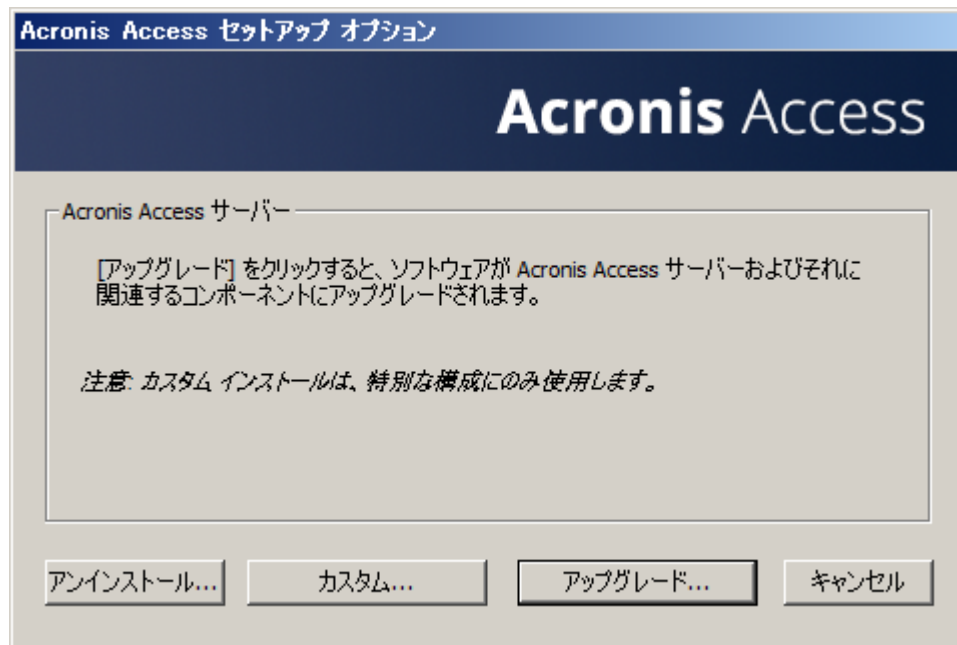 Acronis Access セットアップ オプション
Acronis Access
Acronis Access サーバー
[アップグレード] をクリックすると、ソフトウェアが Acronis Access サーバーおよびそれに
関連するコンポーネントにアップグレードされます。
注意: カスタム インストールは、特別な構成にのみ使用します。
アンインストール...
カスタム...
アップグレード...
キャンセル